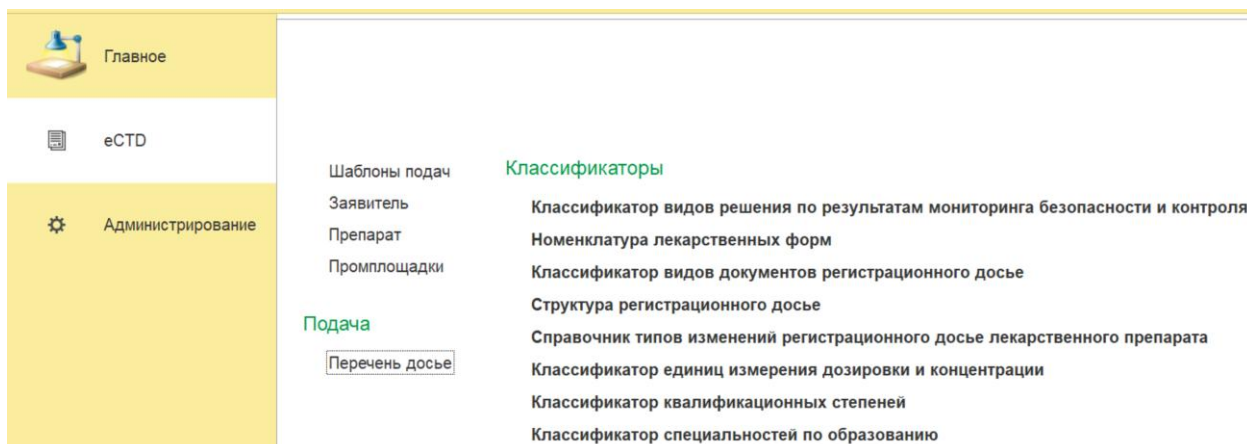 Главное
eCTD
Администрирование
Шаблоны подач
Заявитель
Препарат
Промплощадки
Подача
Перечень досье
Классификаторы
Классификатор видов решения по результатам мониторинга безопасности и контроля
Номенклатура лекарственных форм
Классификатор видов документов регистрационного досье
Структура регистрационного досье
Справочник типов изменений регистрационного досье лекарственного препарата
Классификатор единиц измерения дозировки и концентрации
Классификатор квалификационных степеней
Классификатор специальностей по образованию